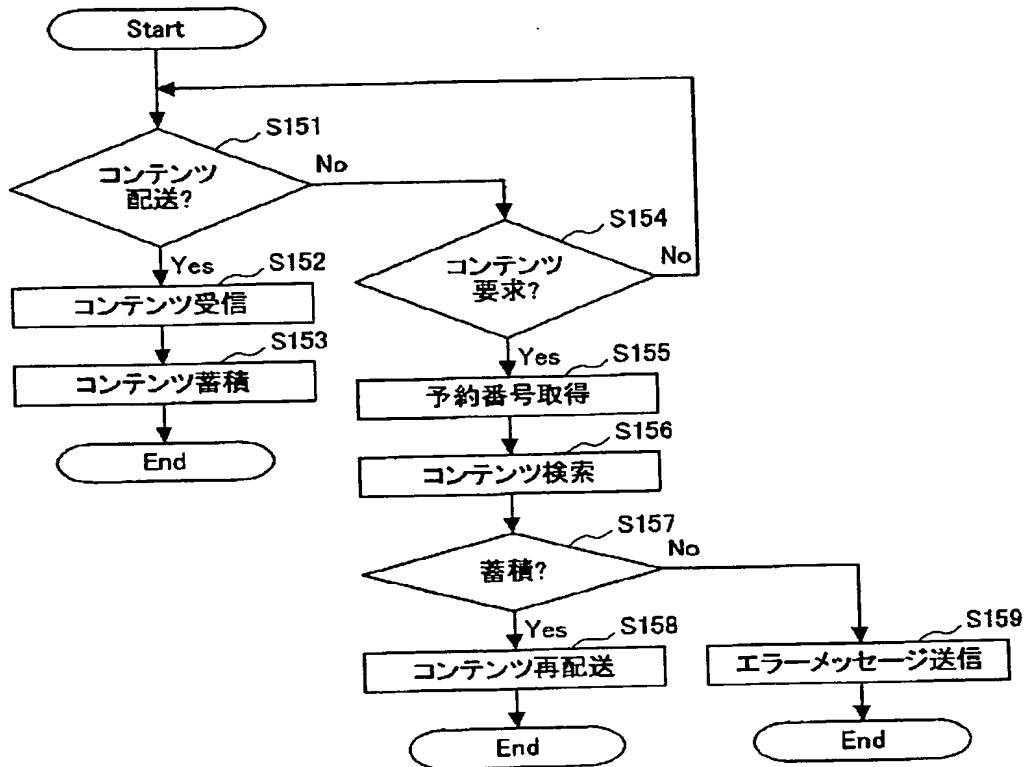 Start
S151
コンテンツ
配送?
No
Yes
S152
コンテンツ受信
S153
コンテンツ蓄積
End
S154
コンテンツ
要求?
No
Yes
S155
予約番号取得
S156
コンテンツ検索
S157
蓄積?
No
Yes
S158
コンテンツ再配送
End
S159
エラーメッセージ送信
End